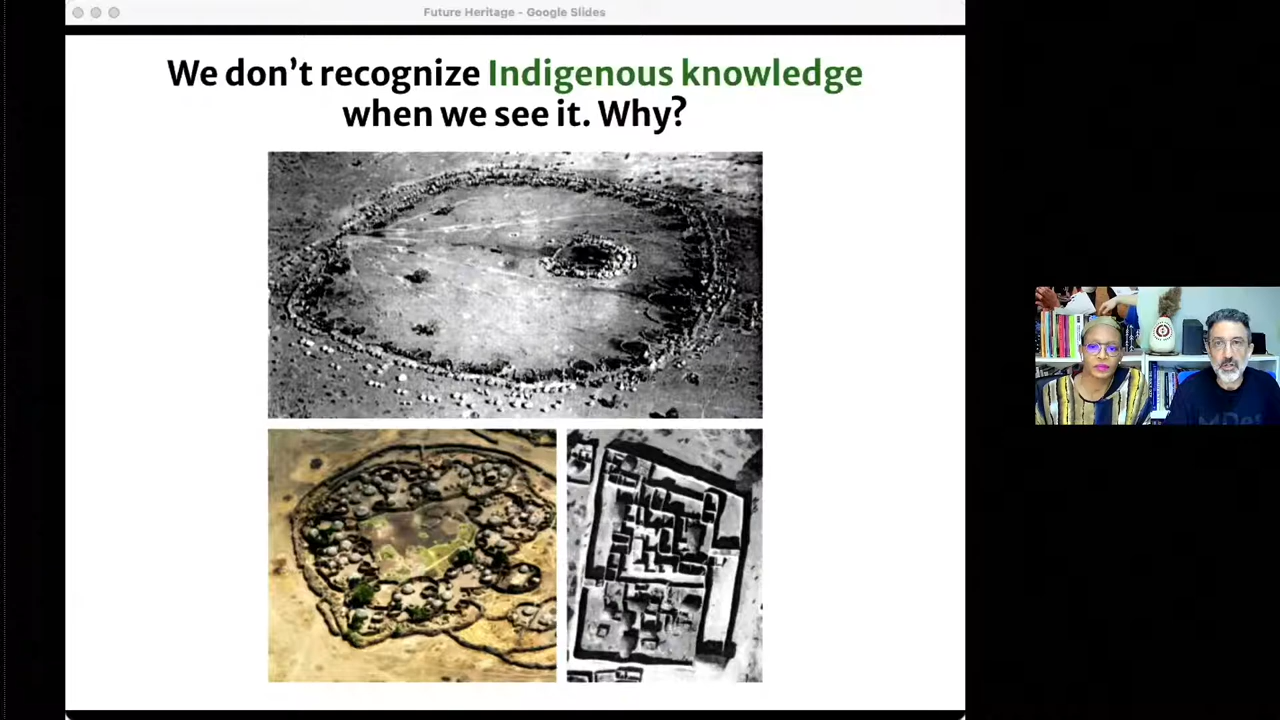 Future Heritage - Google Slides
We don't recognize Indigenous knowledge
when we see it. Why?